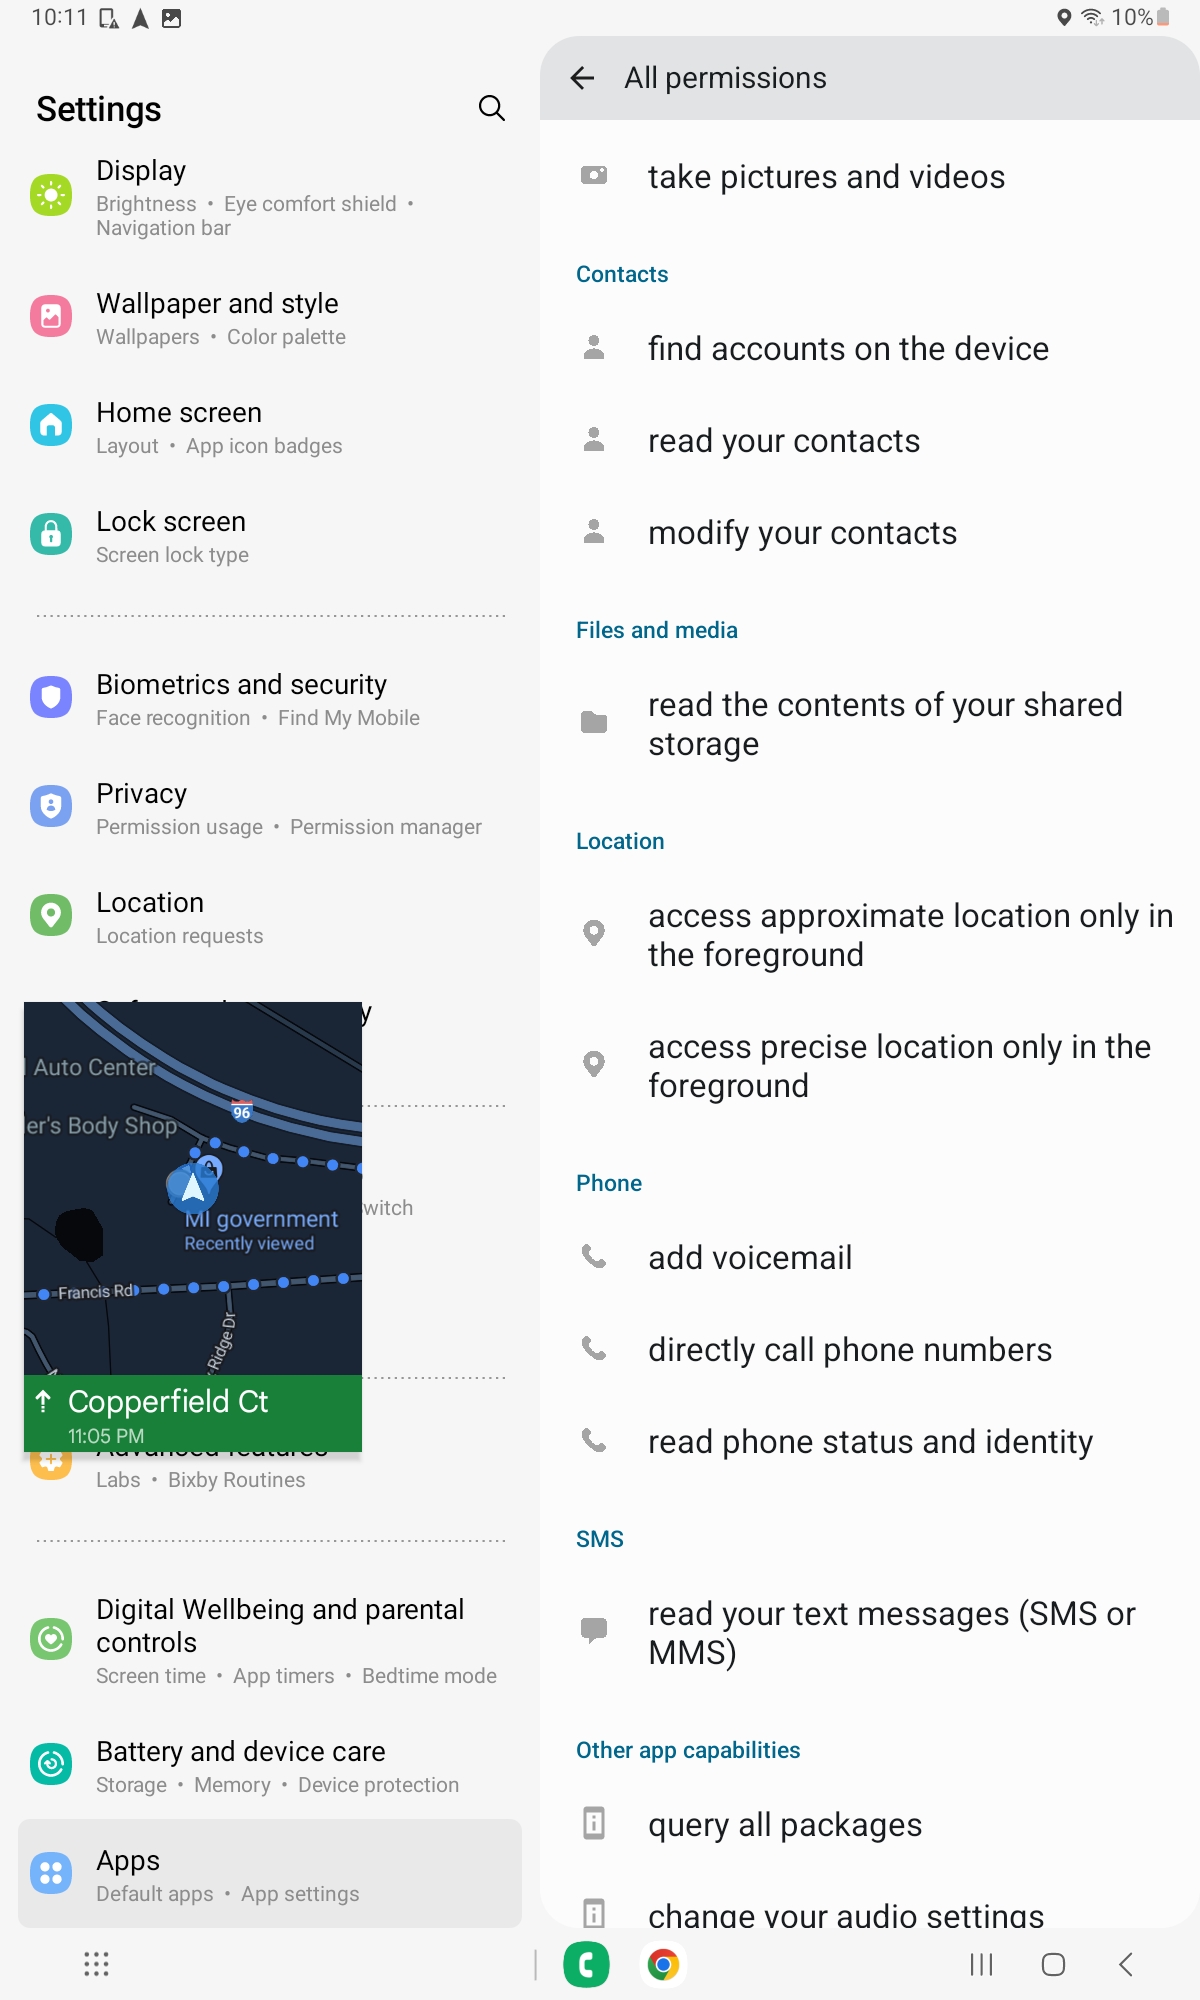 10:11
10%
Settings
Display
Brightness • Eye comfort shield •
Navigation bar
Wallpaper and style
Wallpapers • Color palette
Home screen
Layout • App icon badges
Lock screen
Screen lock type
Biometrics and security
Face recognition • Find My Mobile
Privacy
Permission usage • Permission manager
Location
Location requests
Auto Center
er's Body Shop
96
MI government
Recently viewed
witch
Francis Rd
Ridge Dr
Copperfield Ct
11:05 PM
Advanced features
Labs • Bixby Routines
Digital Wellbeing and parental
controls
Screen time • App timers • Bedtime mode
Battery and device care
Storage • Memory • Device protection
Apps
Default apps • App settings
All permissions
take pictures and videos
Contacts
find accounts on the device
read your contacts
modify your contacts
Files and media
read the contents of your shared
storage
Location
access approximate location only in
the foreground
access precise location only in the
foreground
Phone
add voicemail
directly call phone numbers
read phone status and identity
SMS
read your text messages (SMS or
MMS)
Other app capabilities
query all packages
change your audio settings